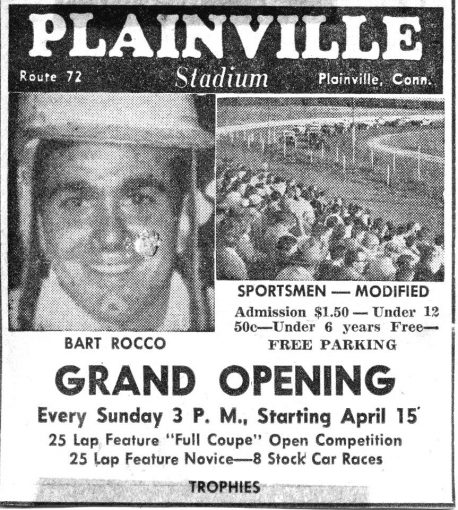 PLAINVILLE
Route 72 Stadium Plainville, Conn.
SPORTSMEN — MODIFIED
Admission $1.50 — Under 12
50c—Under 6 years Free—
FREE PARKING
BART ROCCO
GRAND OPENING
Every Sunday 3 P. M., Starting April 15
25 Lap Feature "Full Coupe" Open Competition
25 Lap Feature Novice—8 Stock Car Races
TROPHIES